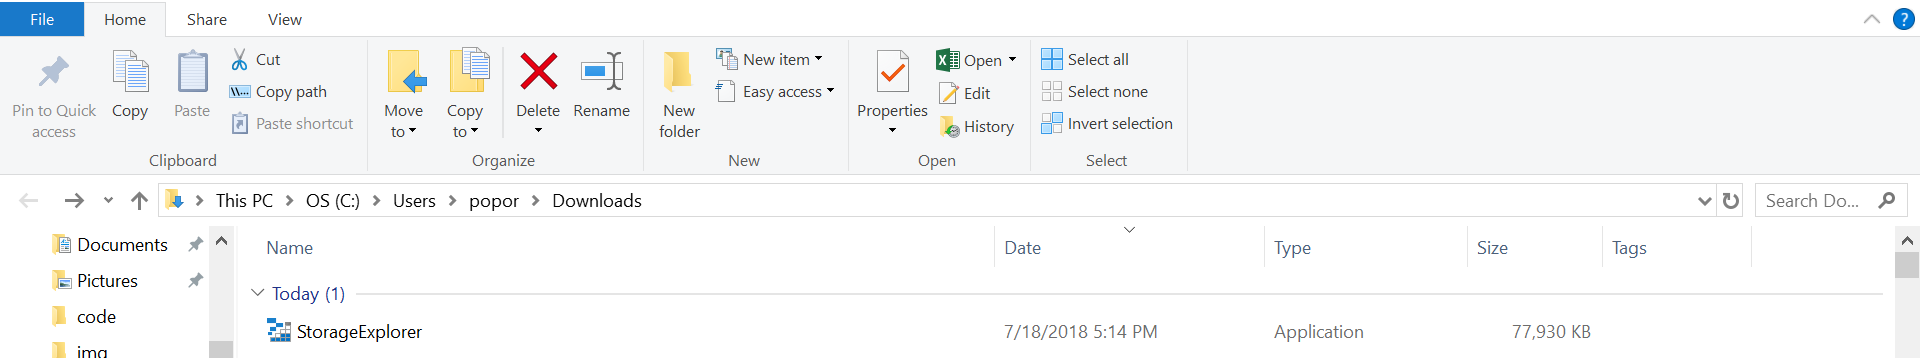 File Home Share View
Pin to Quick access
Copy
Paste
Cut
Copy path
Paste shortcut
Clipboard
Move to
Copy to
Delete
Rename
Organize
New folder
New item
Easy access
New
Properties
Open
Edit
History
Open
Select all
Select none
Invert selection
Select
This PC > OS (C:) > Users > popor > Downloads
Search Do...
Documents
Pictures
code
img
Name Date Type Size Tags
Today (1)
StorageExplorer 7/18/2018 5:14 PM Application 77,930 KB